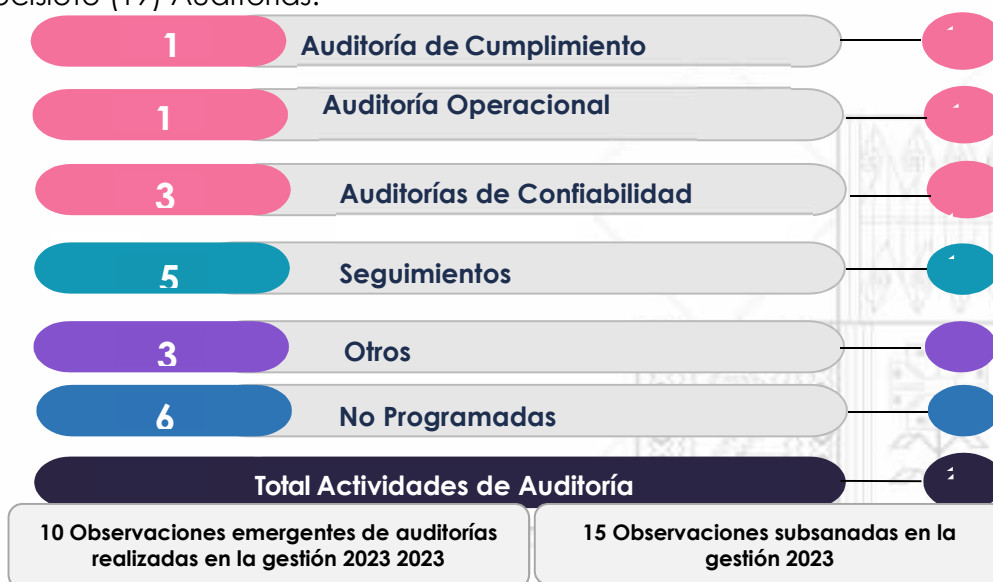 (19) Auditorías:
1 Auditoría de Cumplimiento
1 Auditoría Operacional
3 Auditorías de Confiabilidad
5 Seguimientos
3 Otros
6 No Programadas
Total Actividades de Auditoría
10 Observaciones emergentes de auditorías
realizadas en la gestión 2023 2023
15 Observaciones subsanadas en la
gestión 2023